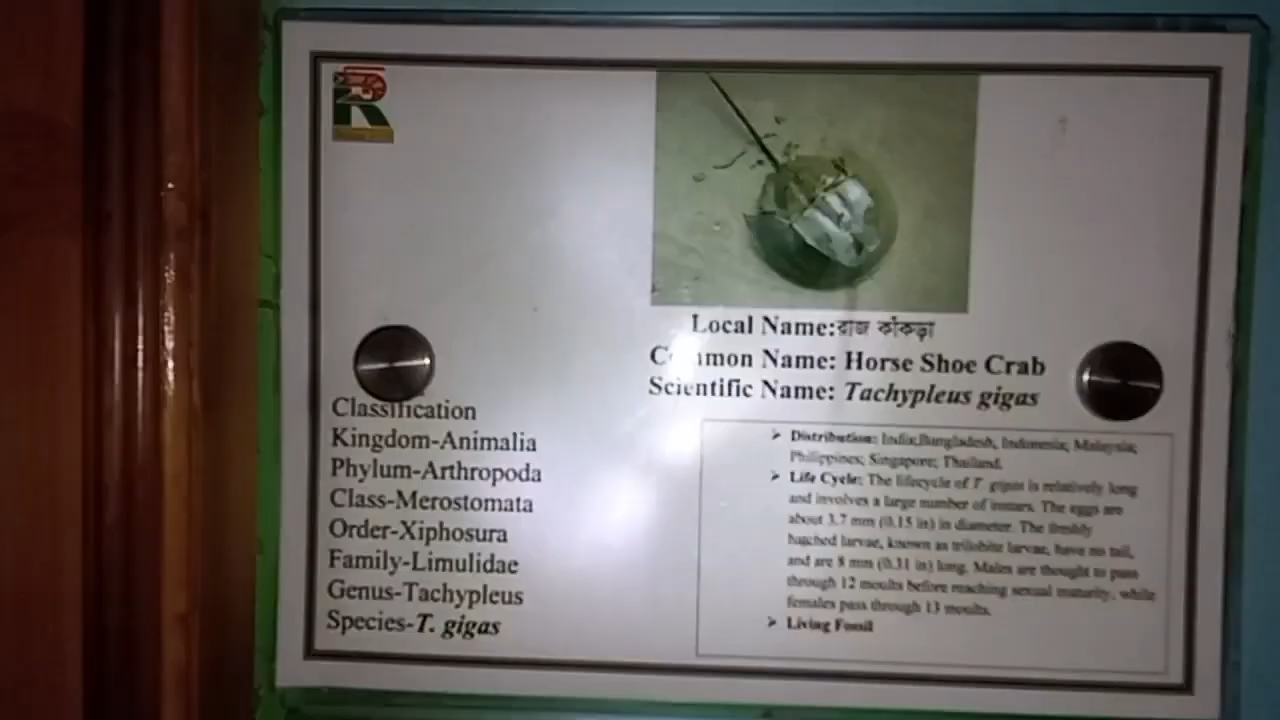 Local Name:রাজ কাঁকড়া
Common Name: Horse Shoe Crab
Scientific Name: Tachypleus gigas
Classification
Kingdom-Animalia
Phylum-Arthropoda
Class-Merostomata
Order-Xiphosura
Family-Limulidae
Genus-Tachypleus
Species-T. gigas
➢ Distribution: India;Bangladesh, Indonesia; Malaysia;
Philippines; Singapore; Thailand.
➢ Life Cycle: The lifecycle of T gigas is relatively long
and involves a large number of instars. The eggs are
about 3.7 mm (0.15 in) in diameter. The freshly
hatched larvae, known as trilobite larvae, have no tail,
and are 8 mm (0.31 in) long. Males are thought to pass
through 12 moults before reaching sexual maturity, while
females pass through 13 moults.
➢ Living Fossil